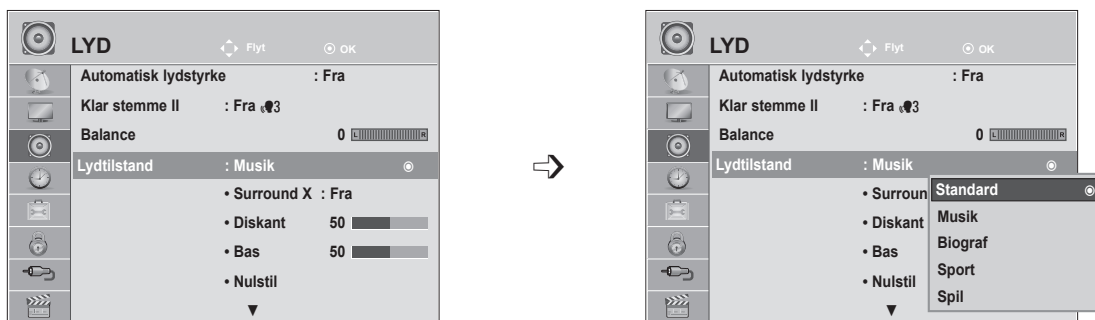 LYD Flyt OK
Automatisk lydstyrke : Fra
Klar stemme II : Fra 3
Balance 0 L R
Lydtilstand : Musik
• Surround X : Fra
• Diskant 50
• Bas 50
• Nulstil
▼
LYD Flyt OK
Automatisk lydstyrke : Fra
Klar stemme II : Fra 3
Balance 0 L R
Lydtilstand : Musik
• Surroun
• Diskant
• Bas
• Nulstil
▼
Standard
Musik
Biograf
Sport
Spil